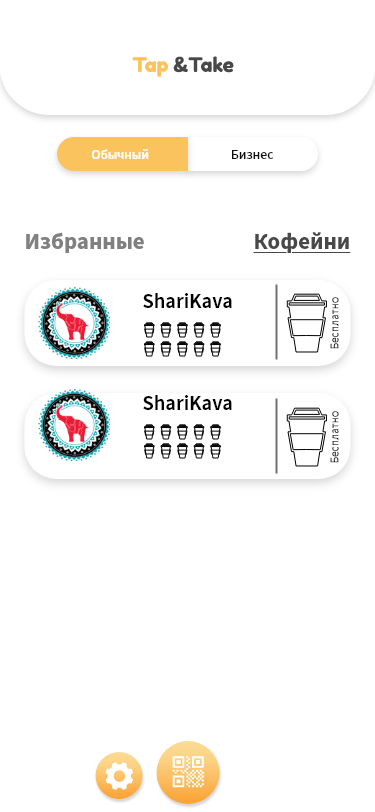 Tap &Take
Обычный Бизнес
Избранные Кофейни
ShariKava
Бесплатно
ShariKava
Бесплатно